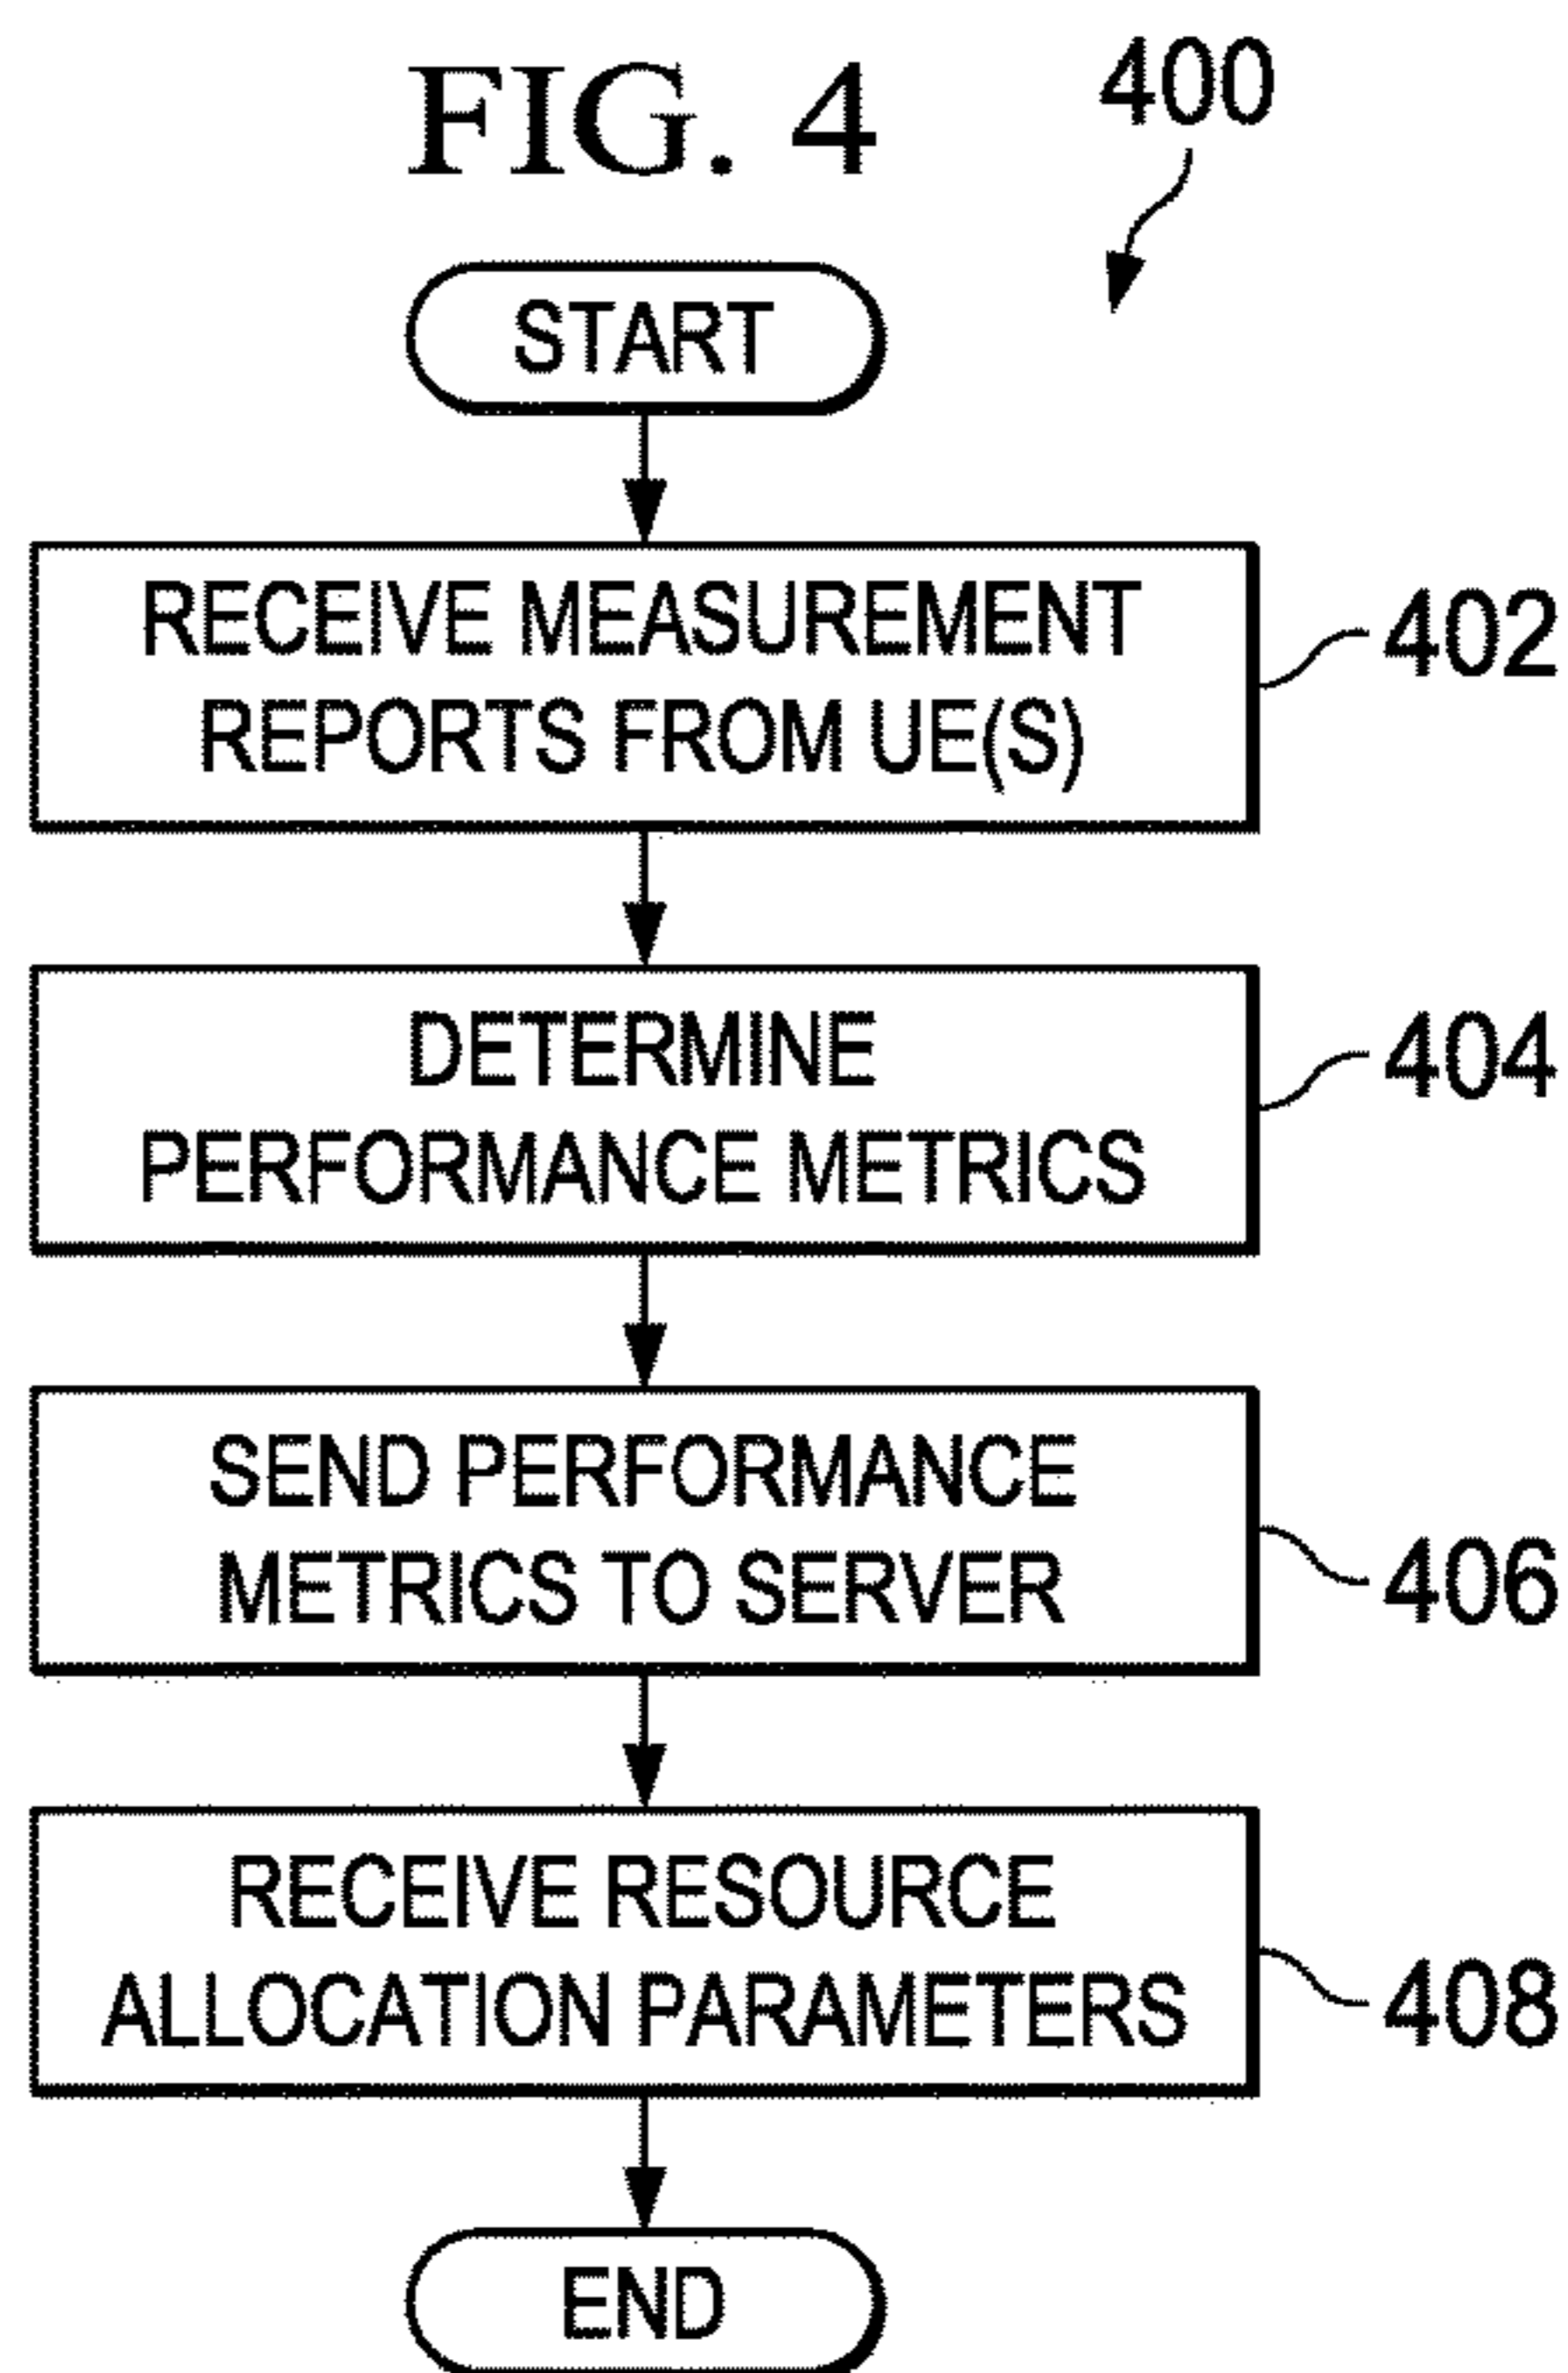 FIG. 4
400
START
RECEIVE MEASUREMENT
REPORTS FROM UE(S)
402
DETERMINE
PERFORMANCE METRICS
404
SEND PERFORMANCE
METRICS TO SERVER
406
RECEIVE RESOURCE
ALLOCATION PARAMETERS
408
END